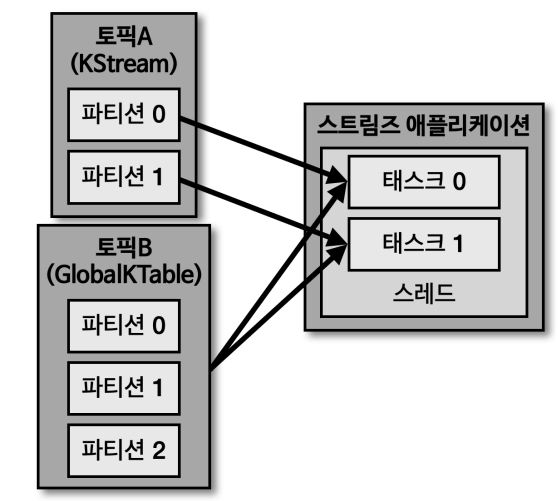 토픽A
(KStream)
파티션 0
파티션 1
토픽B
(GlobalKTable)
파티션 0
파티션 1
파티션 2
스트림즈 애플리케이션
태스크 0
태스크 1
스레드